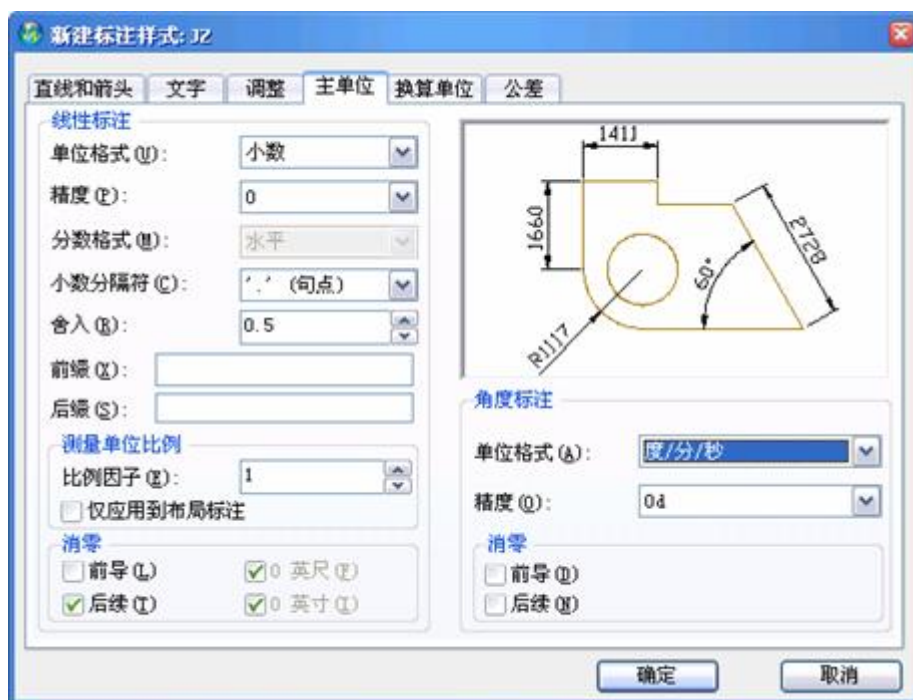 新建标注样式: JZ
直线和箭头 文字 调整 主单位 换算单位 公差
线性标注
单位格式(U): 小数
精度(P): 0
分数格式(M): 水平
小数分隔符(C): '.' (句点)
舍入(R): 0.5
前缀(X):
后缀(S):
测量单位比例
比例因子(E): 1
仅应用到布局标注
消零
前导(L) 0 英尺(F)
后续(T) 0 英寸(I)
1411
1660
2728
60°
R1117
角度标注
单位格式(A): 度/分/秒
精度(O): 0d
消零
前导(D)
后续(N)
确定 取消